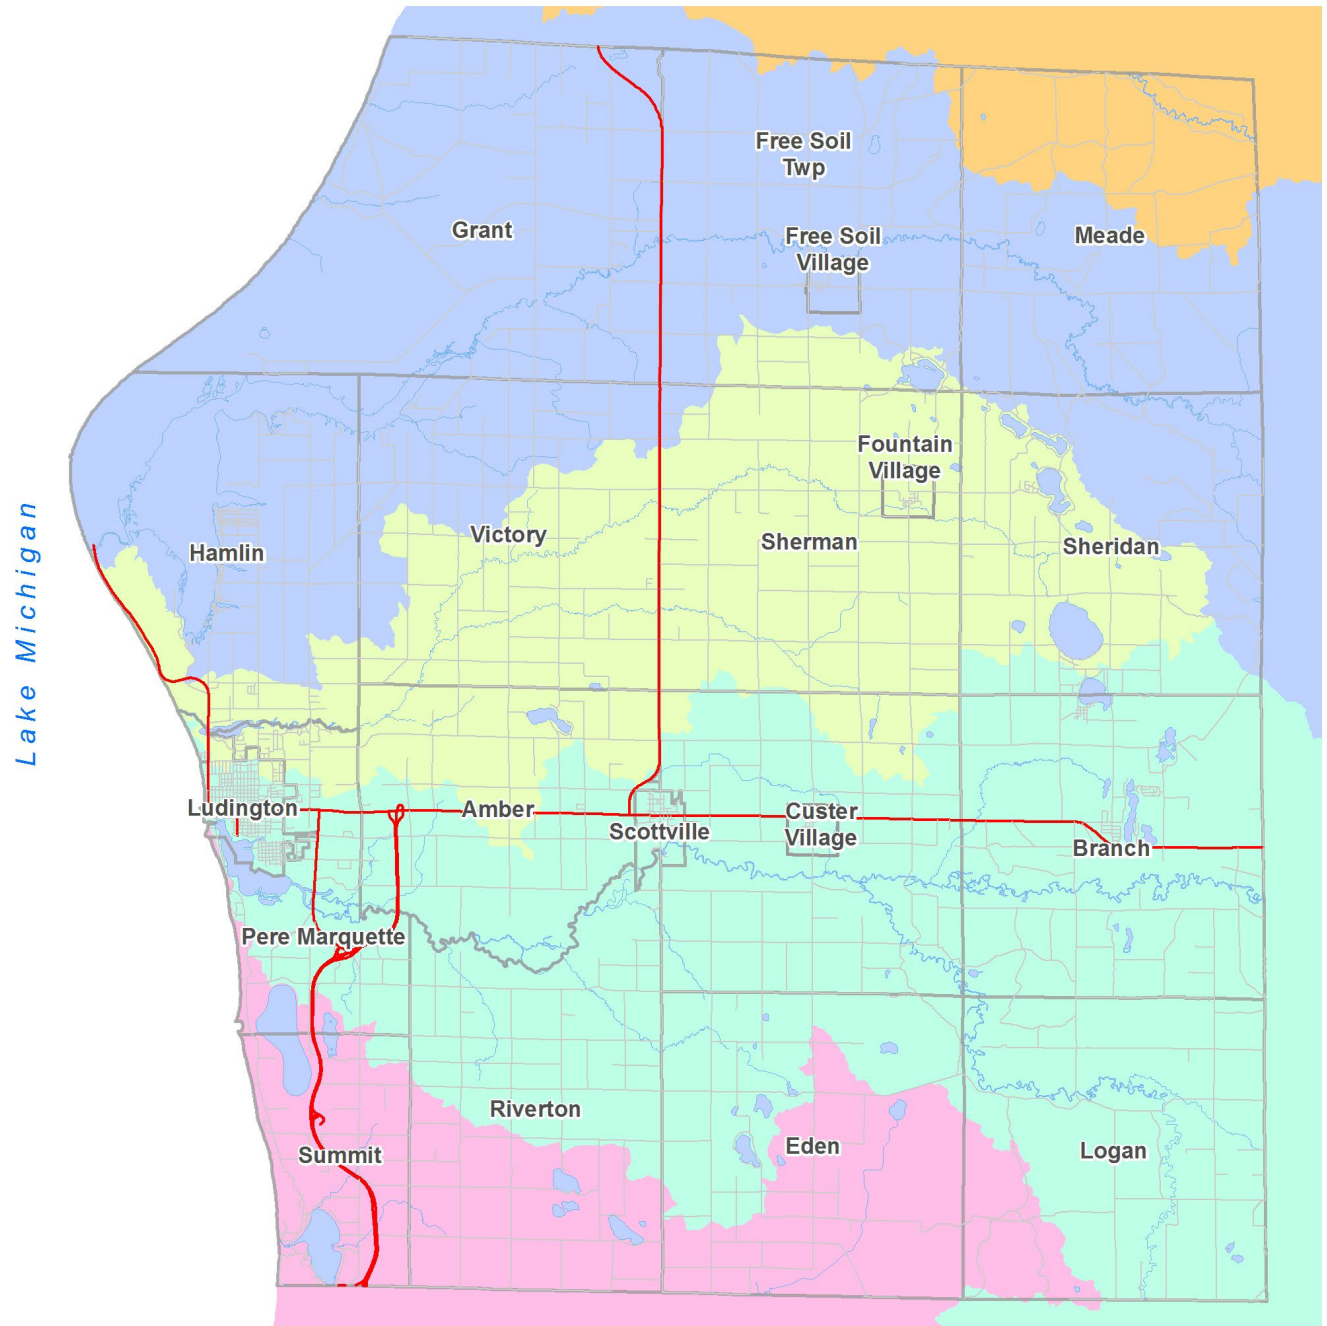 Free Soil
Twp
Grant
Free Soil
Village
Meade
Fountain
Village
Lake Michigan
Hamlin
Victory
Sherman
Sheridan
Ludington
Amber
Scottville
Custer
Village
Branch
Pere Marquette
Riverton
Summit
Eden
Logan